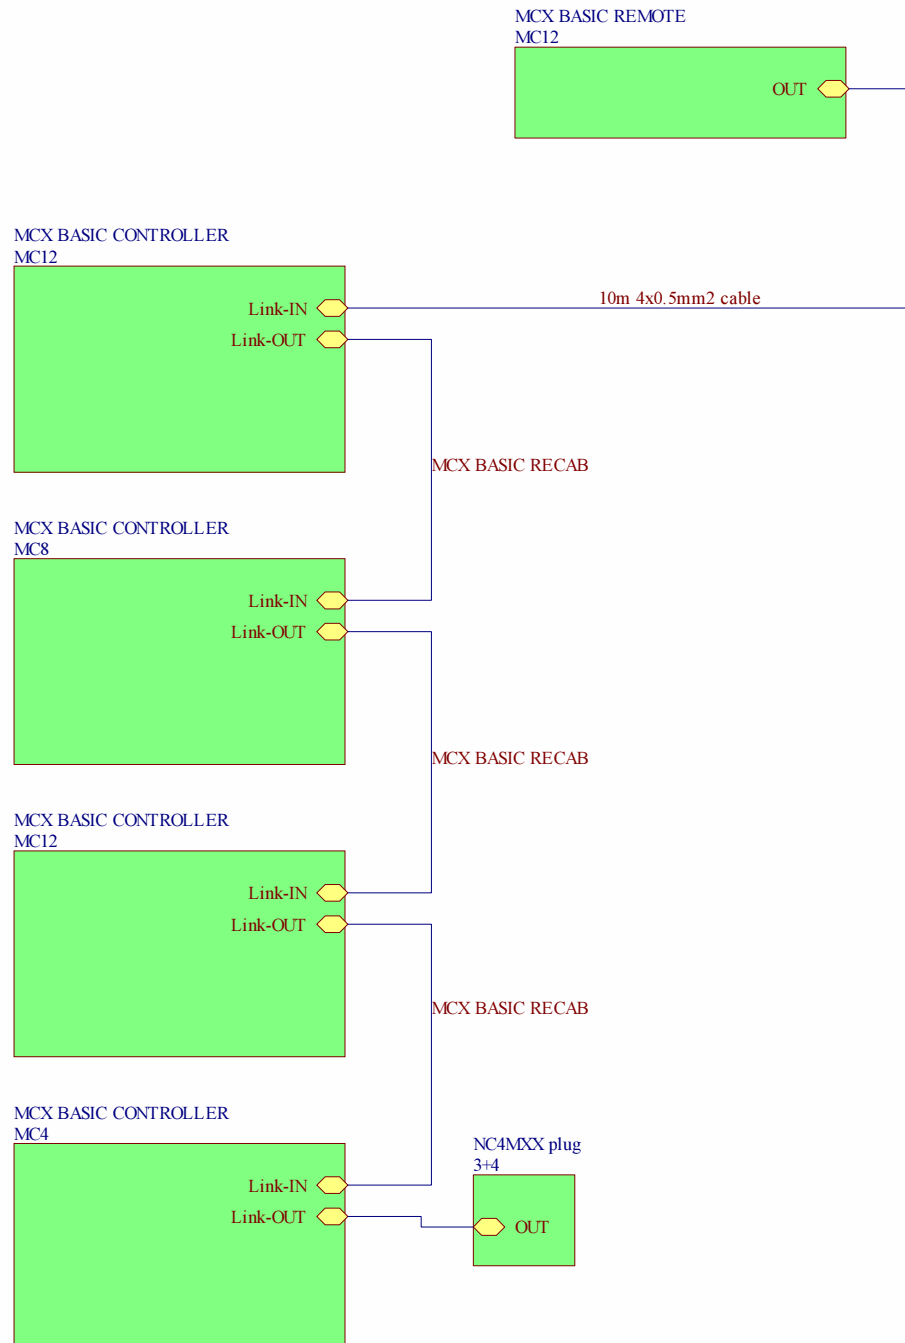 MCX BASIC REMOTE
MC12
OUT
MCX BASIC CONTROLLER
MC12
Link-IN
10m 4x0.5mm2 cable
Link-OUT
MCX BASIC RECAB
MCX BASIC CONTROLLER
MC8
Link-IN
Link-OUT
MCX BASIC RECAB
MCX BASIC CONTROLLER
MC12
Link-IN
Link-OUT
MCX BASIC RECAB
MCX BASIC CONTROLLER
MC4
NC4MXX plug
3+4
Link-IN
Link-OUT
OUT